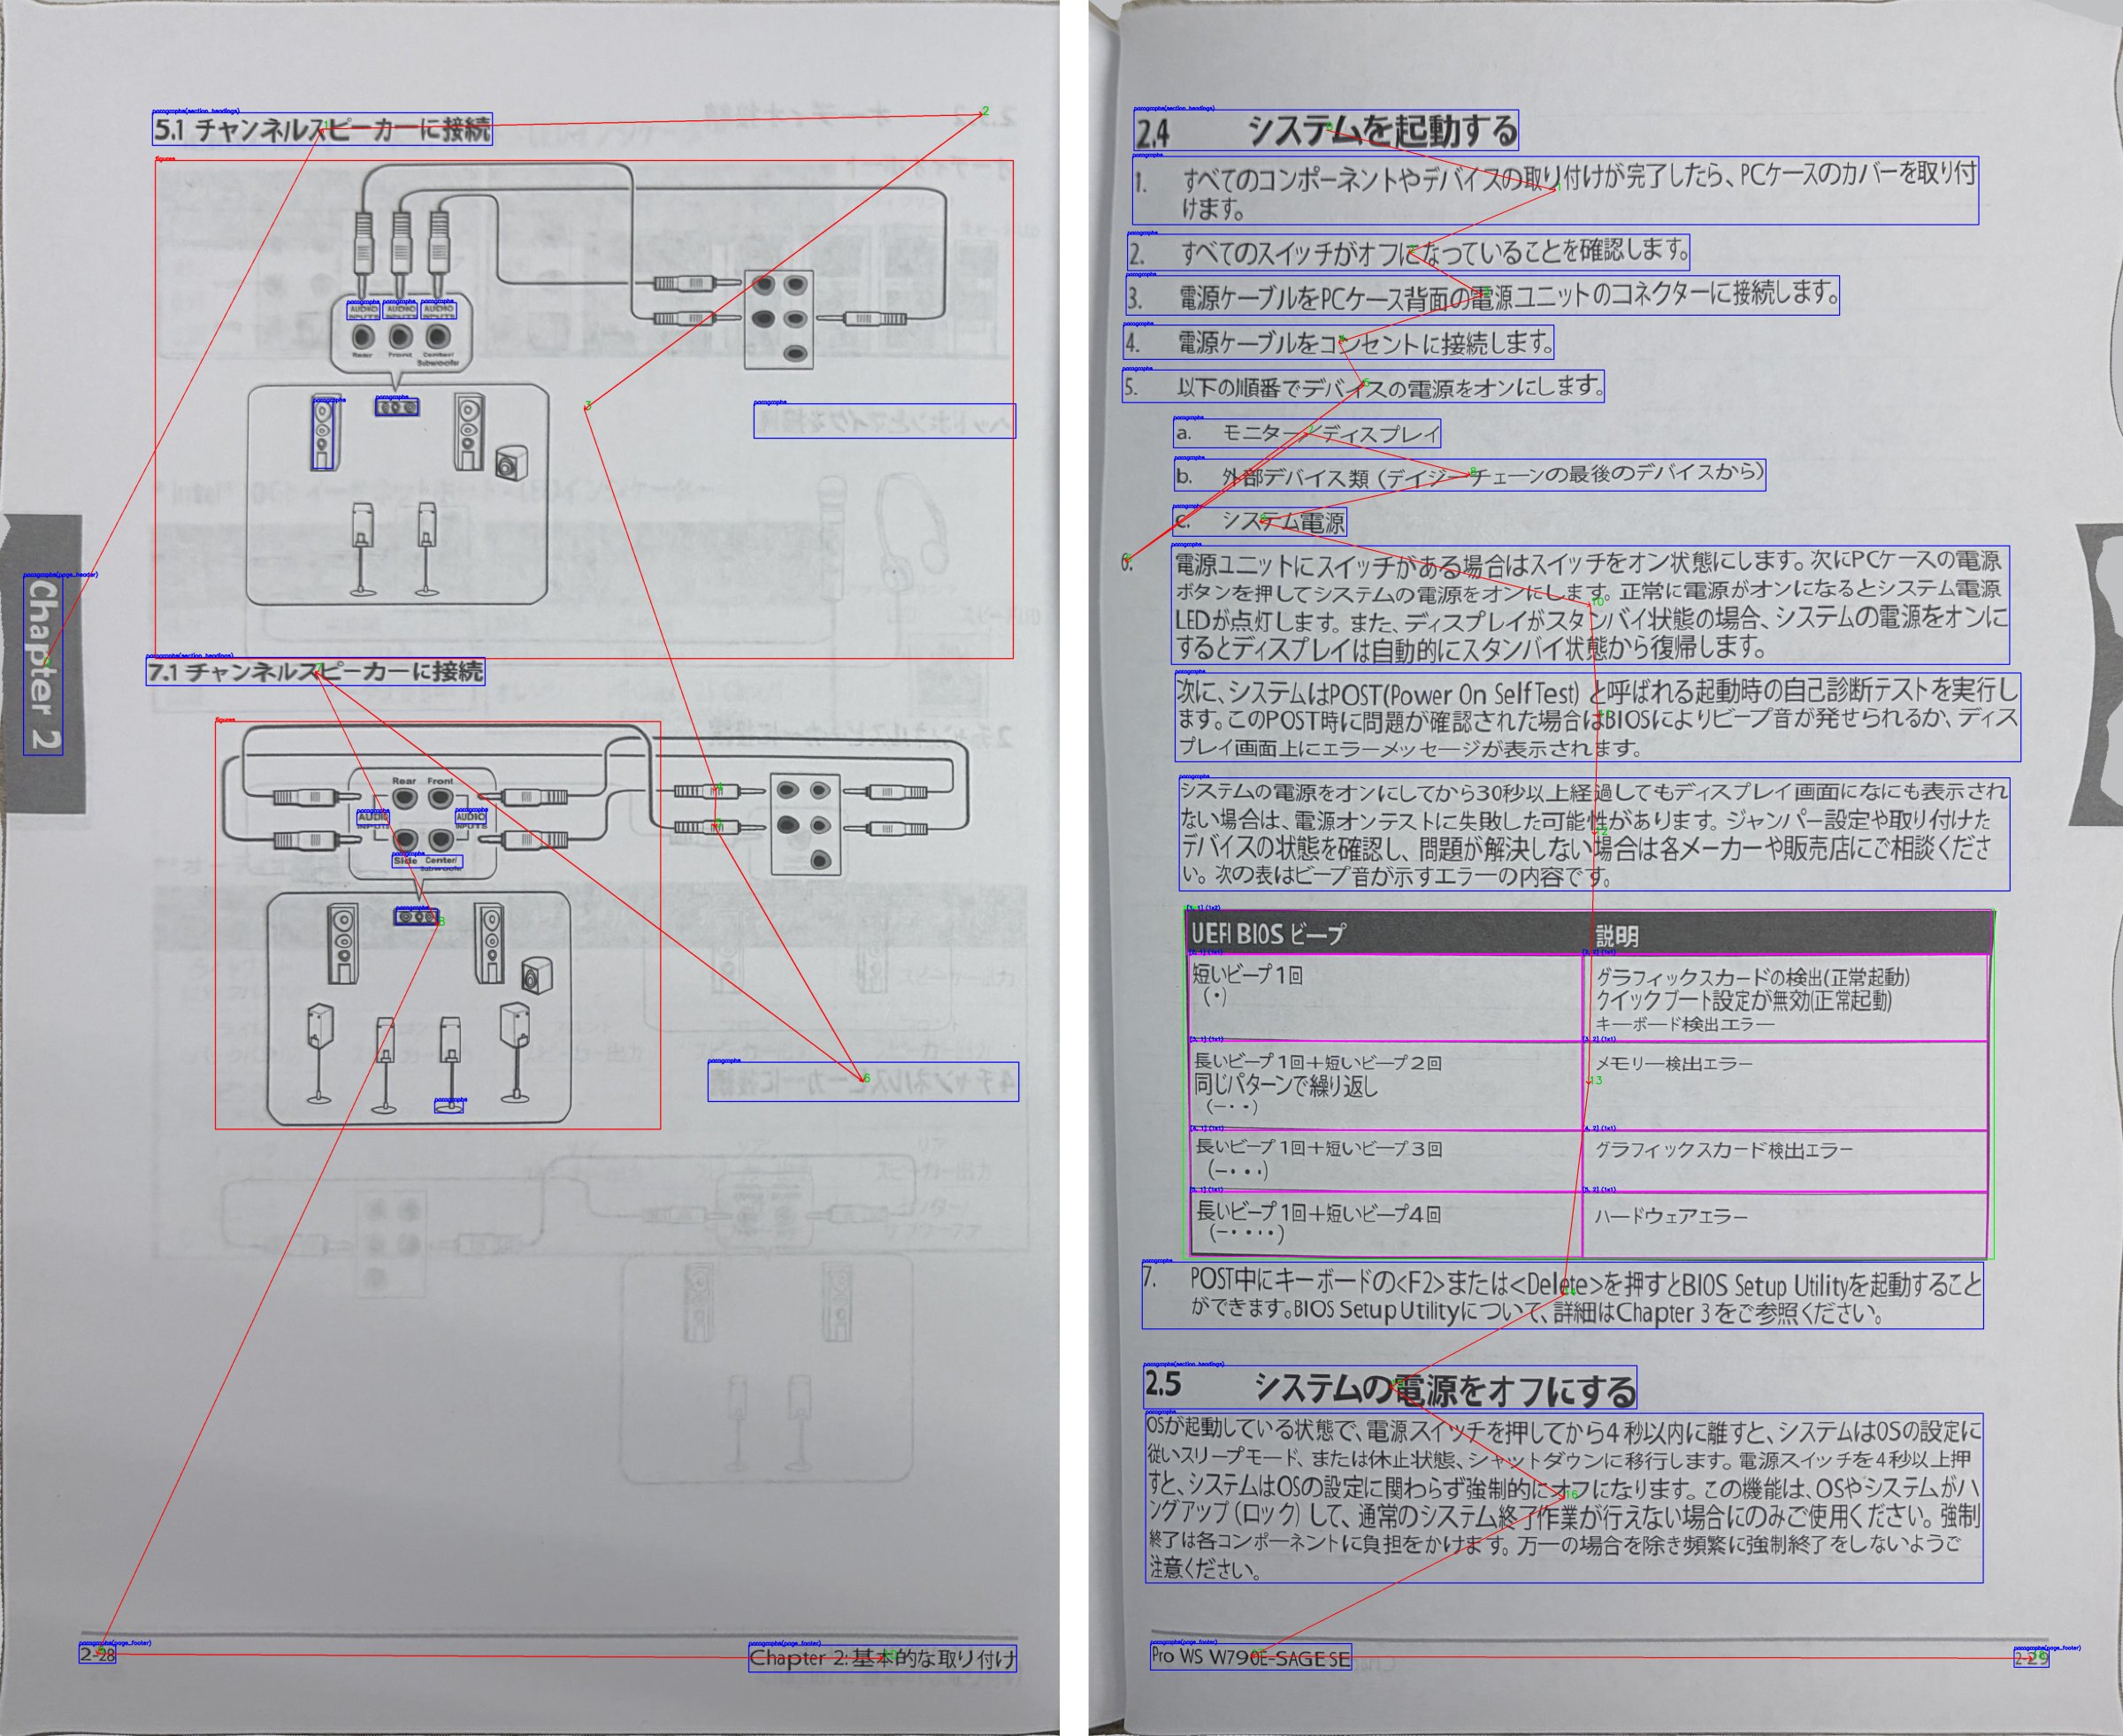 5.1 チャンネルスピーカーに接続
AUDIO INPUTS
AUDIO INPUTS
AUDIO INPUTS
Rear
Front
Center/
Subwoofer
7.1 チャンネルスピーカーに接続
Rear
Front
AUDIO
INPUTS
AUDIO
INPUTS
Side
Center/
Subwoofer
Chapter 2
2-28
Chapter 2: 基本的な取り付け
2.4 システムを起動する
1. すべてのコンポーネントやデバイスの取り付けが完了したら、PCケースのカバーを取り付
けます。
2. すべてのスイッチがオフになっていることを確認します。
3. 電源ケーブルをPCケース背面の電源ユニットのコネクターに接続します。
4. 電源ケーブルをコンセントに接続します。
5. 以下の順番でデバイスの電源をオンにします。
a. モニター/ディスプレイ
b. 外部デバイス類（デイジーチェーンの最後のデバイスから）
c. システム電源
6. 電源ユニットにスイッチがある場合はスイッチをオン状態にします。次にPCケースの電源
ボタンを押してシステムの電源をオンにします。正常に電源がオンになるとシステム電源
LEDが点灯します。また、ディスプレイがスタンバイ状態の場合、システムの電源をオンに
するとディスプレイは自動的にスタンバイ状態から復帰します。
次に、システムはPOST(Power On Self Test) と呼ばれる起動時の自己診断テストを実行し
ます。このPOST時に問題が確認された場合はBIOSによりビープ音が発せられるか、ディス
プレイ画面上にエラーメッセージが表示されます。
システムの電源をオンにしてから30秒以上経過してもディスプレイ画面になにも表示され
ない場合は、電源オンテストに失敗した可能性があります。ジャンパー設定や取り付けた
デバイスの状態を確認し、問題が解決しない場合は各メーカーや販売店にご相談くださ
い。次の表はビープ音が示すエラーの内容です。
UEFI BIOS ビープ
説明
短いビープ1回
(・)
グラフィックスカードの検出(正常起動)
クイックブート設定が無効(正常起動)
キーボード検出エラー
長いビープ1回＋短いビープ2回
同じパターンで繰り返し
(—・・)
メモリー検出エラー
長いビープ1回＋短いビープ3回
(—・・・)
グラフィックスカード検出エラー
長いビープ1回＋短いビープ4回
(—・・・・)
ハードウェアエラー
7. POST中にキーボードの<F2>または<Delete>を押すとBIOS Setup Utilityを起動すること
ができます。BIOS Setup Utilityについて、詳細はChapter 3をご参照ください。
2.5 システムの電源をオフにする
OSが起動している状態で、電源スイッチを押してから4秒以内に離すと、システムはOSの設定に
従いスリープモード、または休止状態、シャットダウンに移行します。電源スイッチを4秒以上押
すと、システムはOSの設定に関わらず強制的にオフになります。この機能は、OSやシステムがハ
ングアップ（ロック）して、通常のシステム終了作業が行えない場合にのみご使用ください。強制
終了は各コンポーネントに負担をかけます。万一の場合を除き頻繁に強制終了をしないようご
注意ください。
Pro WS W790E-SAGE SE
2-29